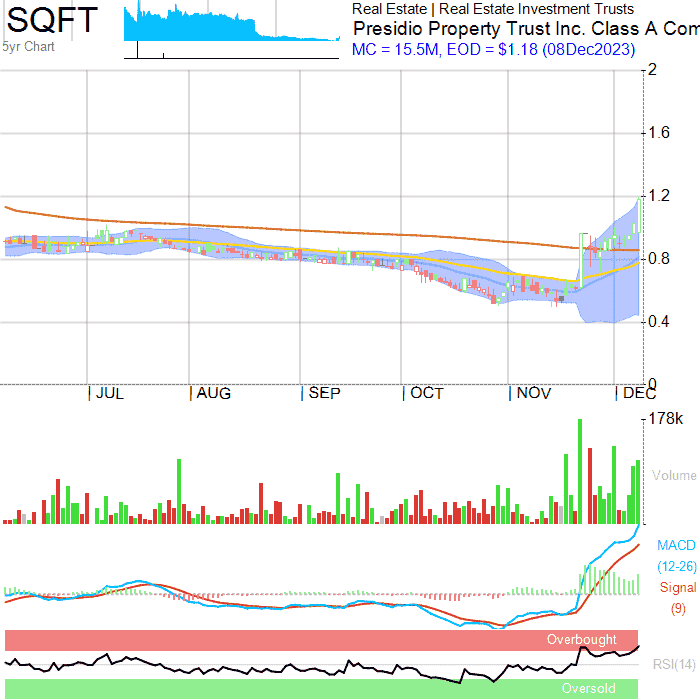 SQFT
5yr Chart
Real Estate | Real Estate Investment Trusts
Presidio Property Trust Inc. Class A Com
MC = 15.5M, EOD = $1.18 (08Dec2023)
2
1.6
1.2
0.8
0.4
0
JUL AUG SEP OCT NOV DEC
178k
Volume
MACD
(12-26)
Signal
(9)
Overbought
RSI(14)
Oversold